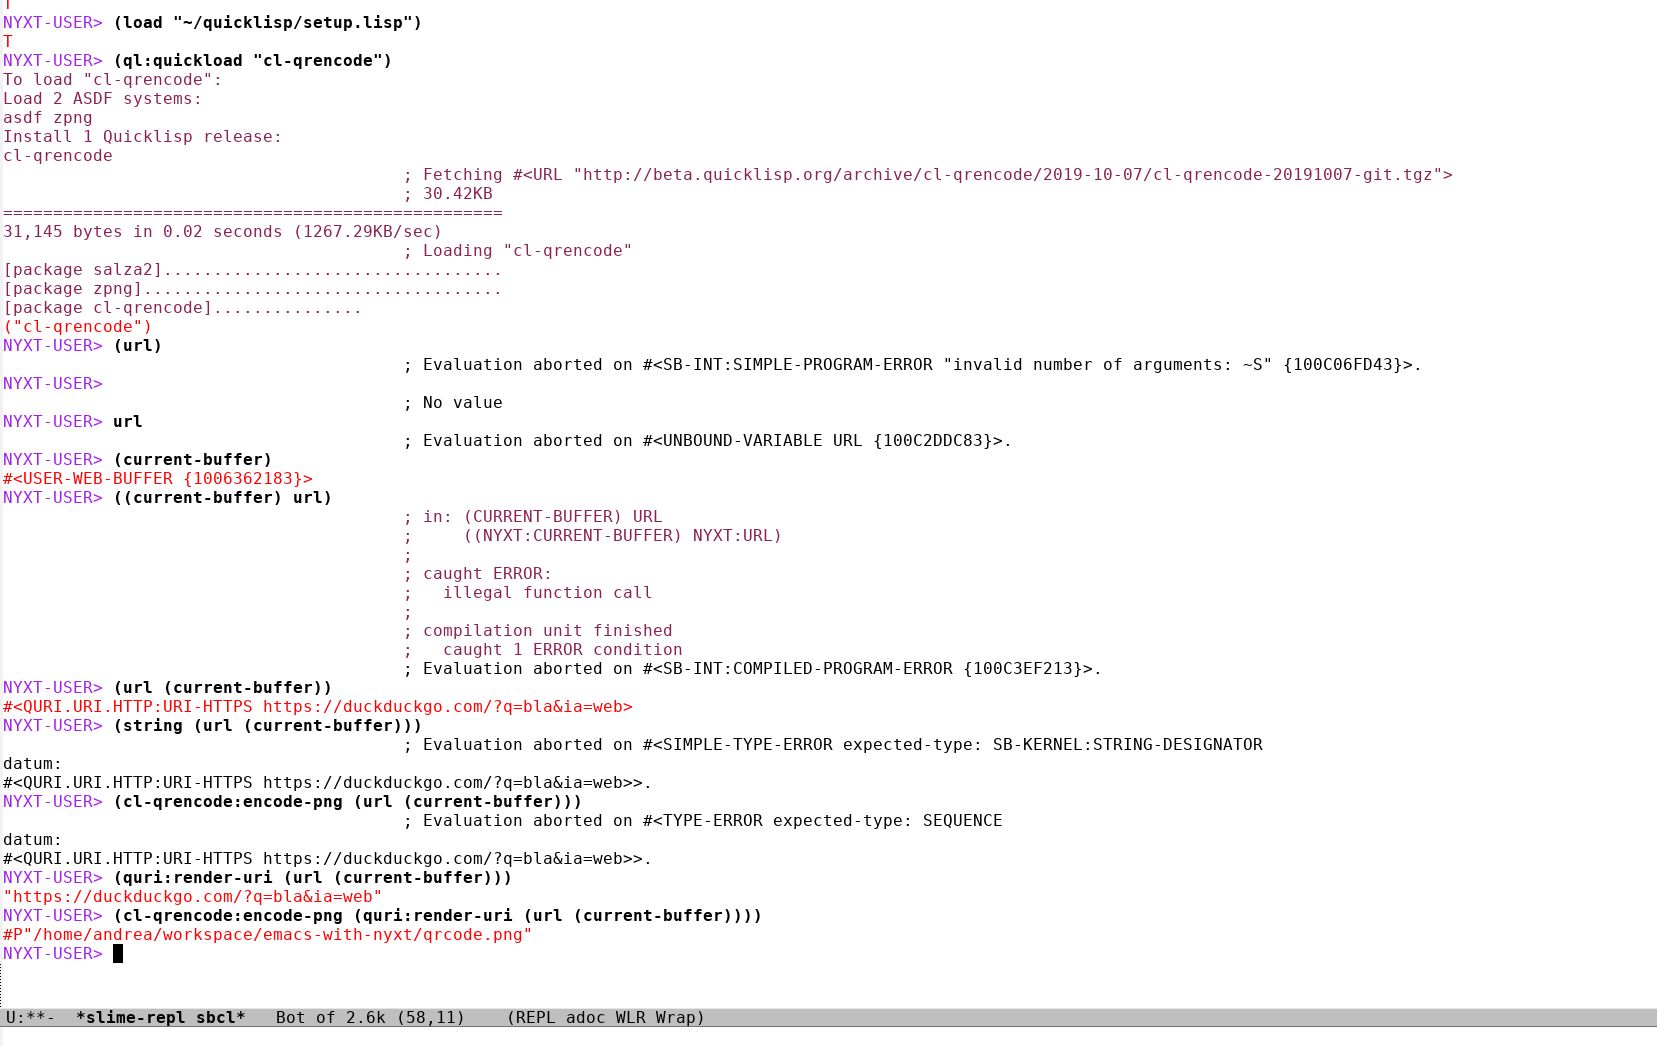 T
NYXT-USER> (load "~/quicklisp/setup.lisp")
T
NYXT-USER> (ql:quickload "cl-qrencode")
To load "cl-qrencode":
Load 2 ASDF systems:
asdf zpng
Install 1 Quicklisp release:
cl-qrencode
; Fetching #<URL "http://beta.quicklisp.org/archive/cl-qrencode/2019-10-07/cl-qrencode-20191007-git.tgz">
; 30.42KB
==================================================
31,145 bytes in 0.02 seconds (1267.29KB/sec)
; Loading "cl-qrencode"
[package salza2]..................................
[package zpng]....................................
[package cl-qrencode]...............
("cl-qrencode")
NYXT-USER> (url)
; Evaluation aborted on #<SB-INT:SIMPLE-PROGRAM-ERROR "invalid number of arguments: ~S" {100C06FD43}>.
NYXT-USER>
; No value
NYXT-USER> url
; Evaluation aborted on #<UNBOUND-VARIABLE URL {100C2DDC83}>.
NYXT-USER> (current-buffer)
#<USER-WEB-BUFFER {1006362183}>
NYXT-USER> ((current-buffer) url)
; in: (CURRENT-BUFFER) URL
;     ((NYXT:CURRENT-BUFFER) NYXT:URL)
;
; caught ERROR:
;   illegal function call
;
; compilation unit finished
;   caught 1 ERROR condition
; Evaluation aborted on #<SB-INT:COMPILED-PROGRAM-ERROR {100C3EF213}>.
NYXT-USER> (url (current-buffer))
#<QURI.URI.HTTP:URI-HTTPS https://duckduckgo.com/?q=bla&ia=web>
NYXT-USER> (string (url (current-buffer)))
; Evaluation aborted on #<SIMPLE-TYPE-ERROR expected-type: SB-KERNEL:STRING-DESIGNATOR
datum:
#<QURI.URI.HTTP:URI-HTTPS https://duckduckgo.com/?q=bla&ia=web>>.
NYXT-USER> (cl-qrencode:encode-png (url (current-buffer)))
; Evaluation aborted on #<TYPE-ERROR expected-type: SEQUENCE
datum:
#<QURI.URI.HTTP:URI-HTTPS https://duckduckgo.com/?q=bla&ia=web>>.
NYXT-USER> (quri:render-uri (url (current-buffer)))
"https://duckduckgo.com/?q=bla&ia=web"
NYXT-USER> (cl-qrencode:encode-png (quri:render-uri (url (current-buffer))))
#P"/home/andrea/workspace/emacs-with-nyxt/qrcode.png"
NYXT-USER>
U:**-  *slime-repl sbcl*   Bot of 2.6k (58,11)    (REPL adoc WLR Wrap)